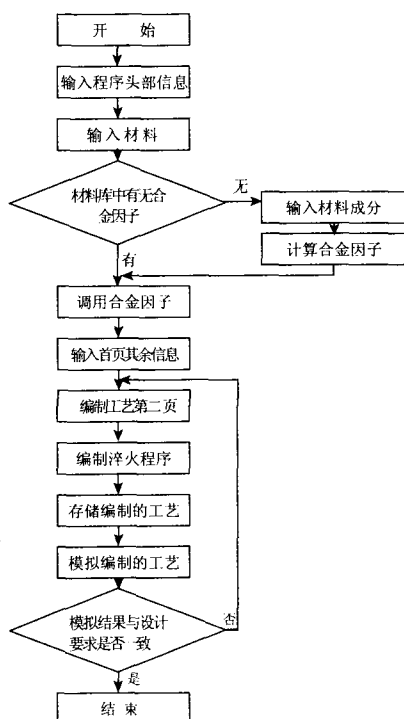 开 始
输入程序头部信息
输入材料
材料库中有无合
金因子
无
输入材料成分
计算合金因子
有
调用合金因子
输入首页其余信息
编制工艺第二页
编制淬火程序
存储编制的工艺
模拟编制的工艺
模拟结果与设计
要求是否一致
否
是
结 束